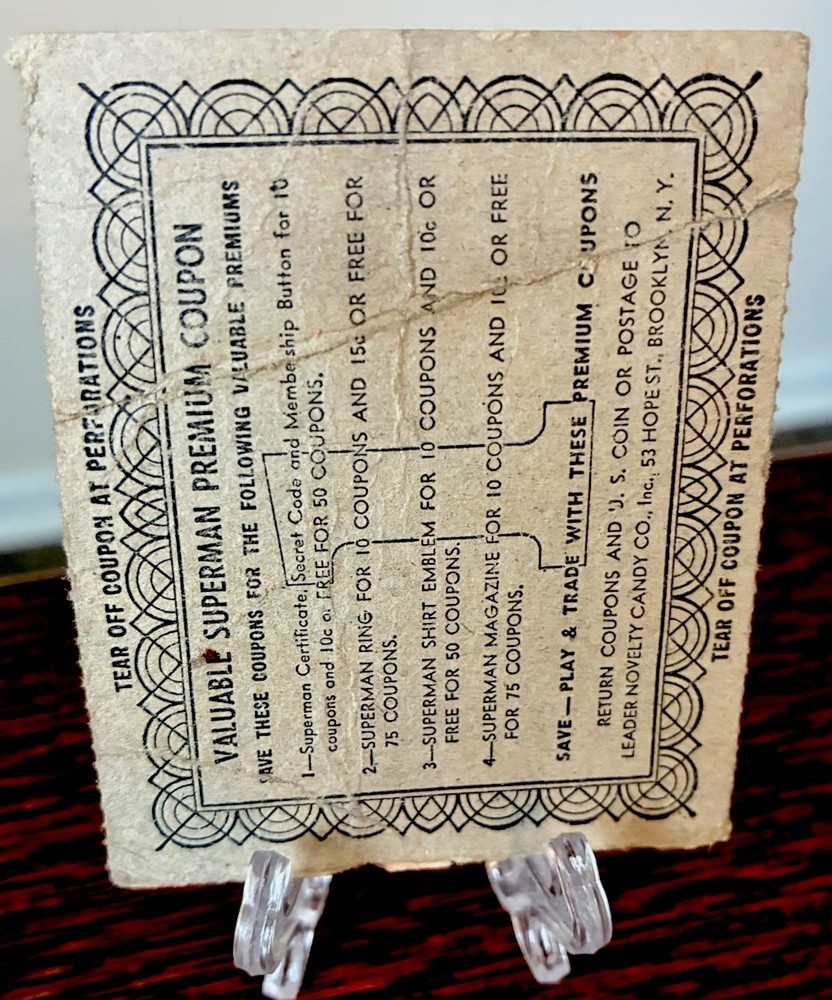 TEAR OFF COUPON AT PERFORATIONS
VALUABLE SUPERMAN PREMIUM COUPON
SAVE THESE COUPONS FOR THE FOLLOWING VALUABLE PREMIUMS
1—Superman Certificate, Secret Code and Membership Button for 10
coupons and 10c or FREE FOR 50 COUPONS.
2—SUPERMAN RING FOR 10 COUPONS AND 15c OR FREE FOR
75 COUPONS.
3—SUPERMAN SHIRT EMBLEM FOR 10 COUPONS AND 10c OR
FREE FOR 50 COUPONS.
4—SUPERMAN MAGAZINE FOR 10 COUPONS AND 10c OR FREE
FOR 75 COUPONS.
SAVE—PLAY & TRADE WITH THESE PREMIUM COUPONS
RETURN COUPONS AND U. S. COIN OR POSTAGE TO
LEADER NOVELTY CANDY CO., Inc., 53 HOPE ST., BROOKLYN, N. Y.
TEAR OFF COUPON AT PERFORATIONS